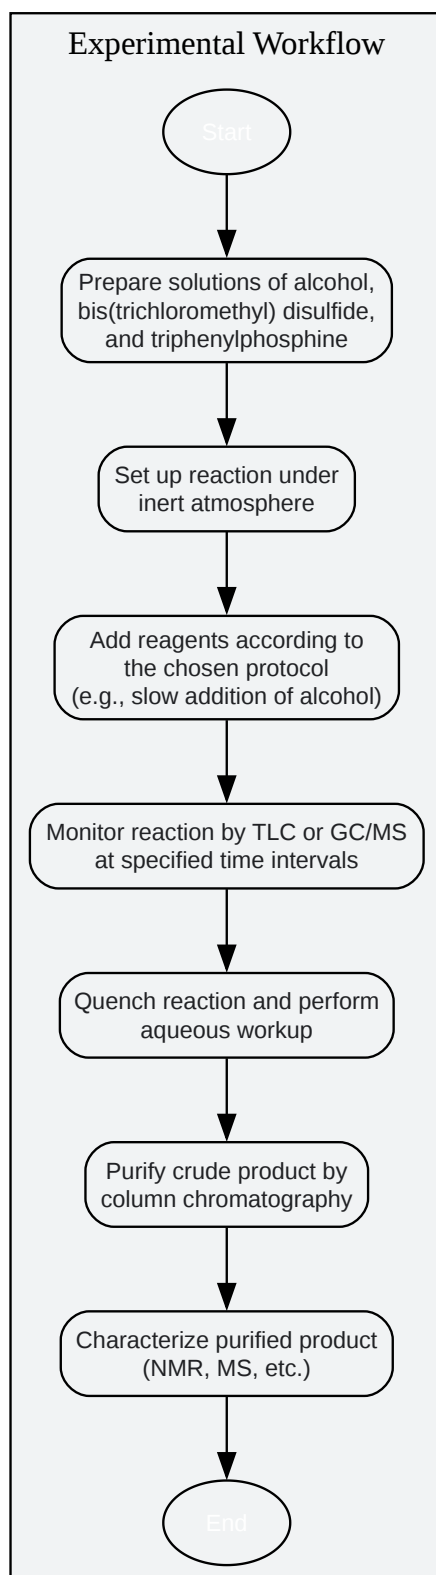 Experimental Workflow
Start
Prepare solutions of alcohol,
bis(trichloromethyl) disulfide,
and triphenylphosphine
Set up reaction under
inert atmosphere
Add reagents according to
the chosen protocol
(e.g., slow addition of alcohol)
Monitor reaction by TLC or GC/MS
at specified time intervals
Quench reaction and perform
aqueous workup
Purify crude product by
column chromatography
Characterize purified product
(NMR, MS, etc.)
End